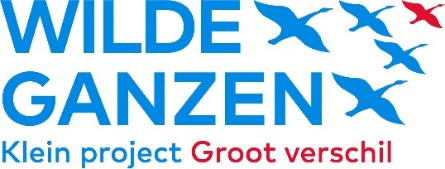 WILDE
GANZEN
Klein project Groot verschil